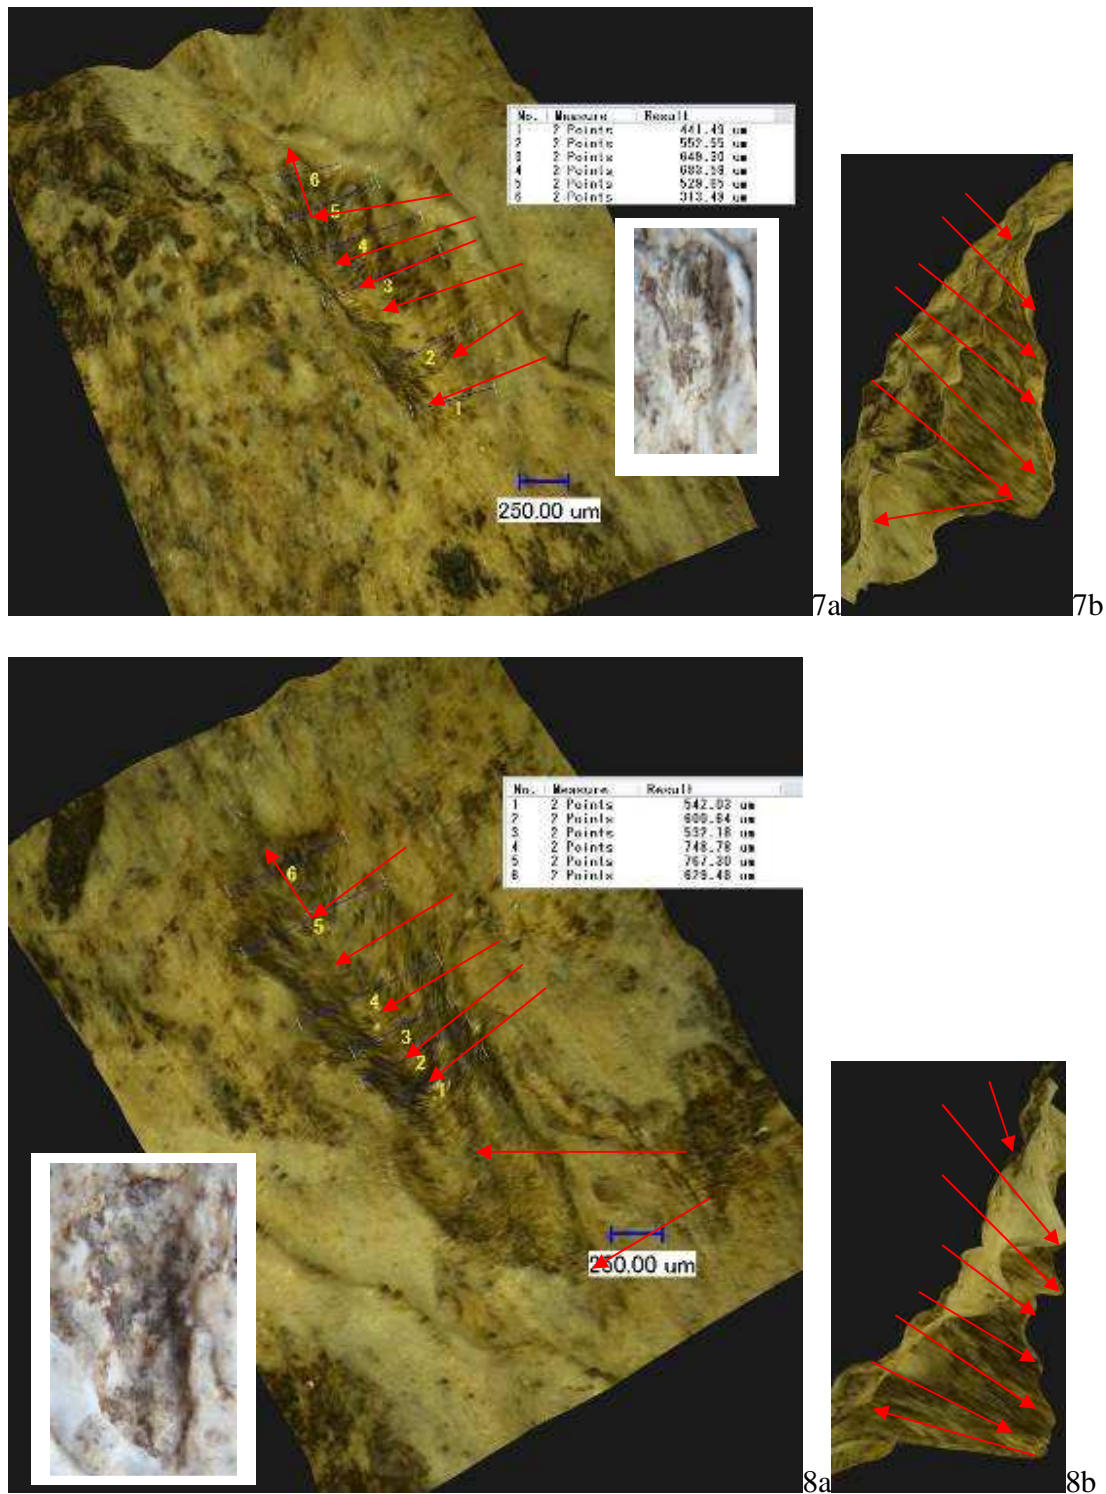 No. Measure Result
1 2 Points 441.49 um
2 2 Points 552.55 um
3 2 Points 649.30 um
4 2 Points 683.59 um
5 2 Points 529.65 um
6 2 Points 313.49 um
6
5
4
3
2
1
250.00 um
7a
7b
No. Measure Result
1 2 Points 542.03 um
2 2 Points 600.64 um
3 2 Points 532.18 um
4 2 Points 748.78 um
5 2 Points 767.30 um
6 2 Points 629.48 um
6
5
4
3
2
1
250.00 um
8a
8b